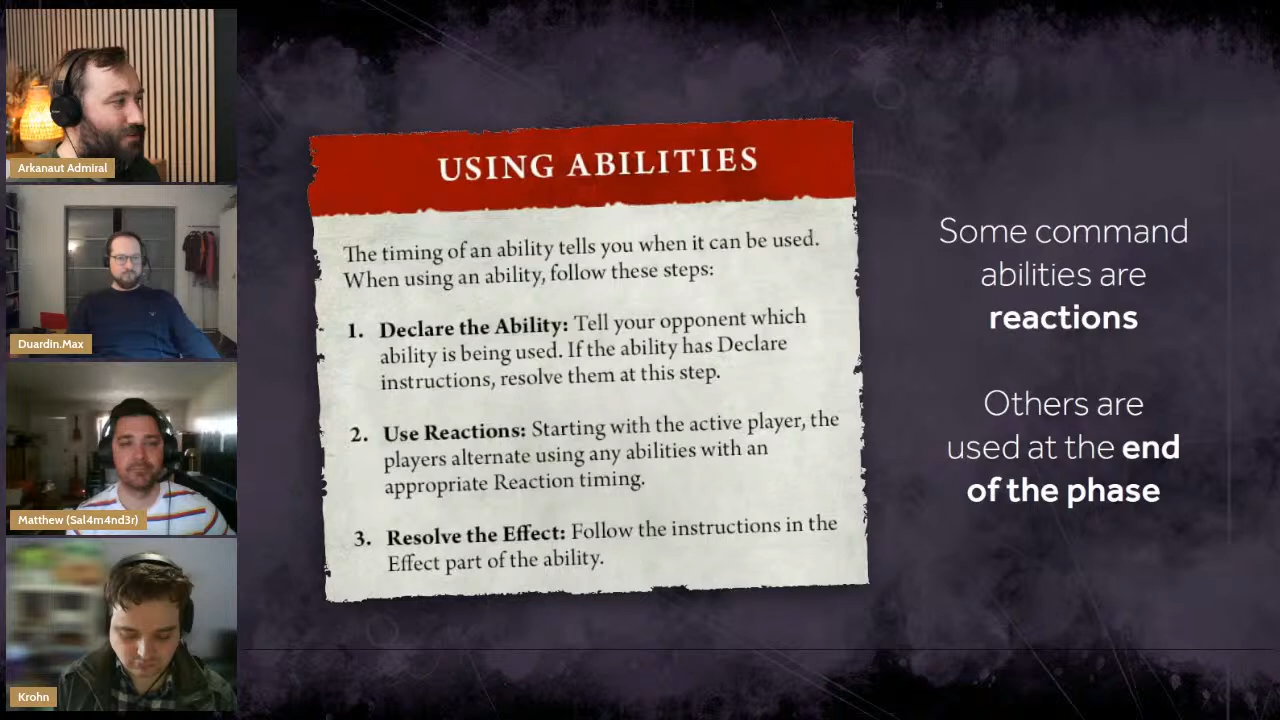 Arkanaut Admiral
Duardin.Max
Matthew (Sal4m4nd3r)
Krohn
USING ABILITIES
The timing of an ability tells you when it can be used.
When using an ability, follow these steps:
1. Declare the Ability: Tell your opponent which
ability is being used. If the ability has Declare
instructions, resolve them at this step.
2. Use Reactions: Starting with the active player, the
players alternate using any abilities with an
appropriate Reaction timing.
3. Resolve the Effect: Follow the instructions in the
Effect part of the ability.
Some command
abilities are
reactions
Others are
used at the end
of the phase